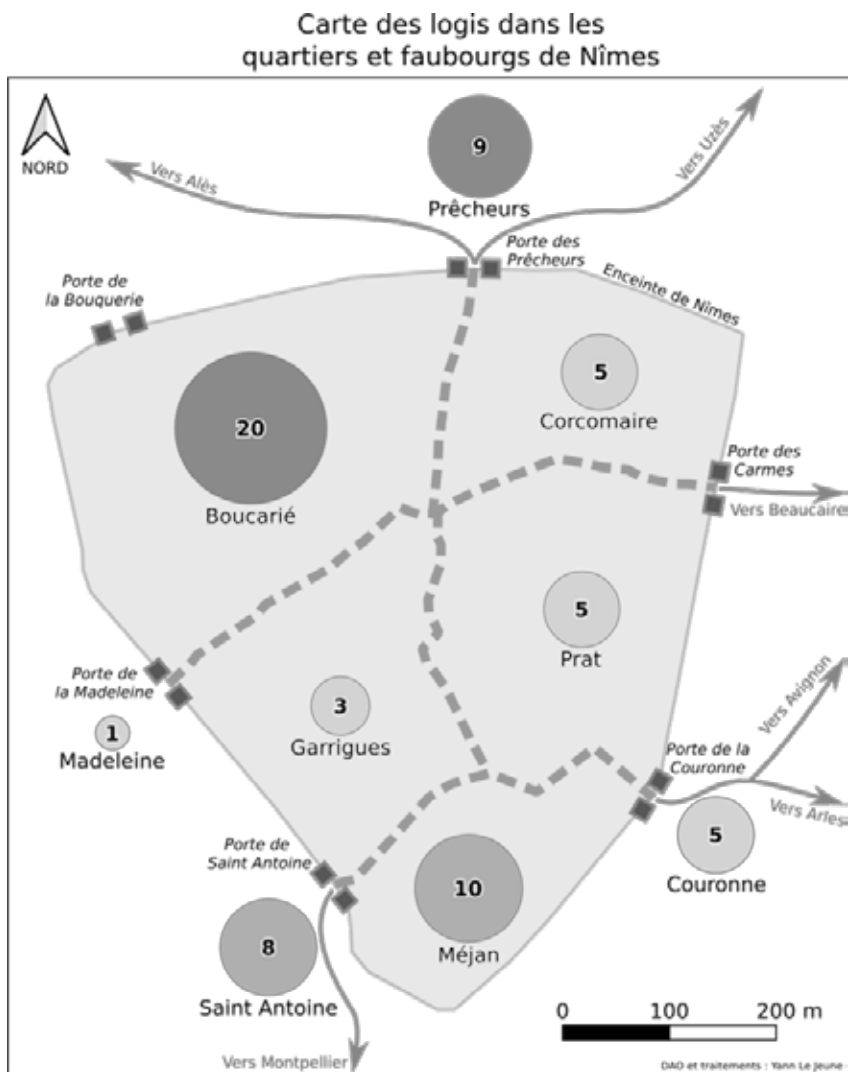 Carte des logis dans les
quartiers et faubourgs de Nîmes
NORD
9
Prêcheurs
Vers Alès
Vers Uzès
Porte des
Prêcheurs
Enceinte de Nîmes
Porte de
la Bouquerie
20
Boucarié
5
Corcomaire
Porte des
Carmes
Vers Beaucaire
5
Prat
Porte de
la Madeleine
1
Madeleine
3
Garrigues
Vers Avignon
Porte de la
Couronne
Vers Arles
5
Couronne
Porte de
Saint Antoine
10
Méjan
8
Saint Antoine
Vers Montpellier
0 100 200 m
DAO et traitements : Yann Le Jeune